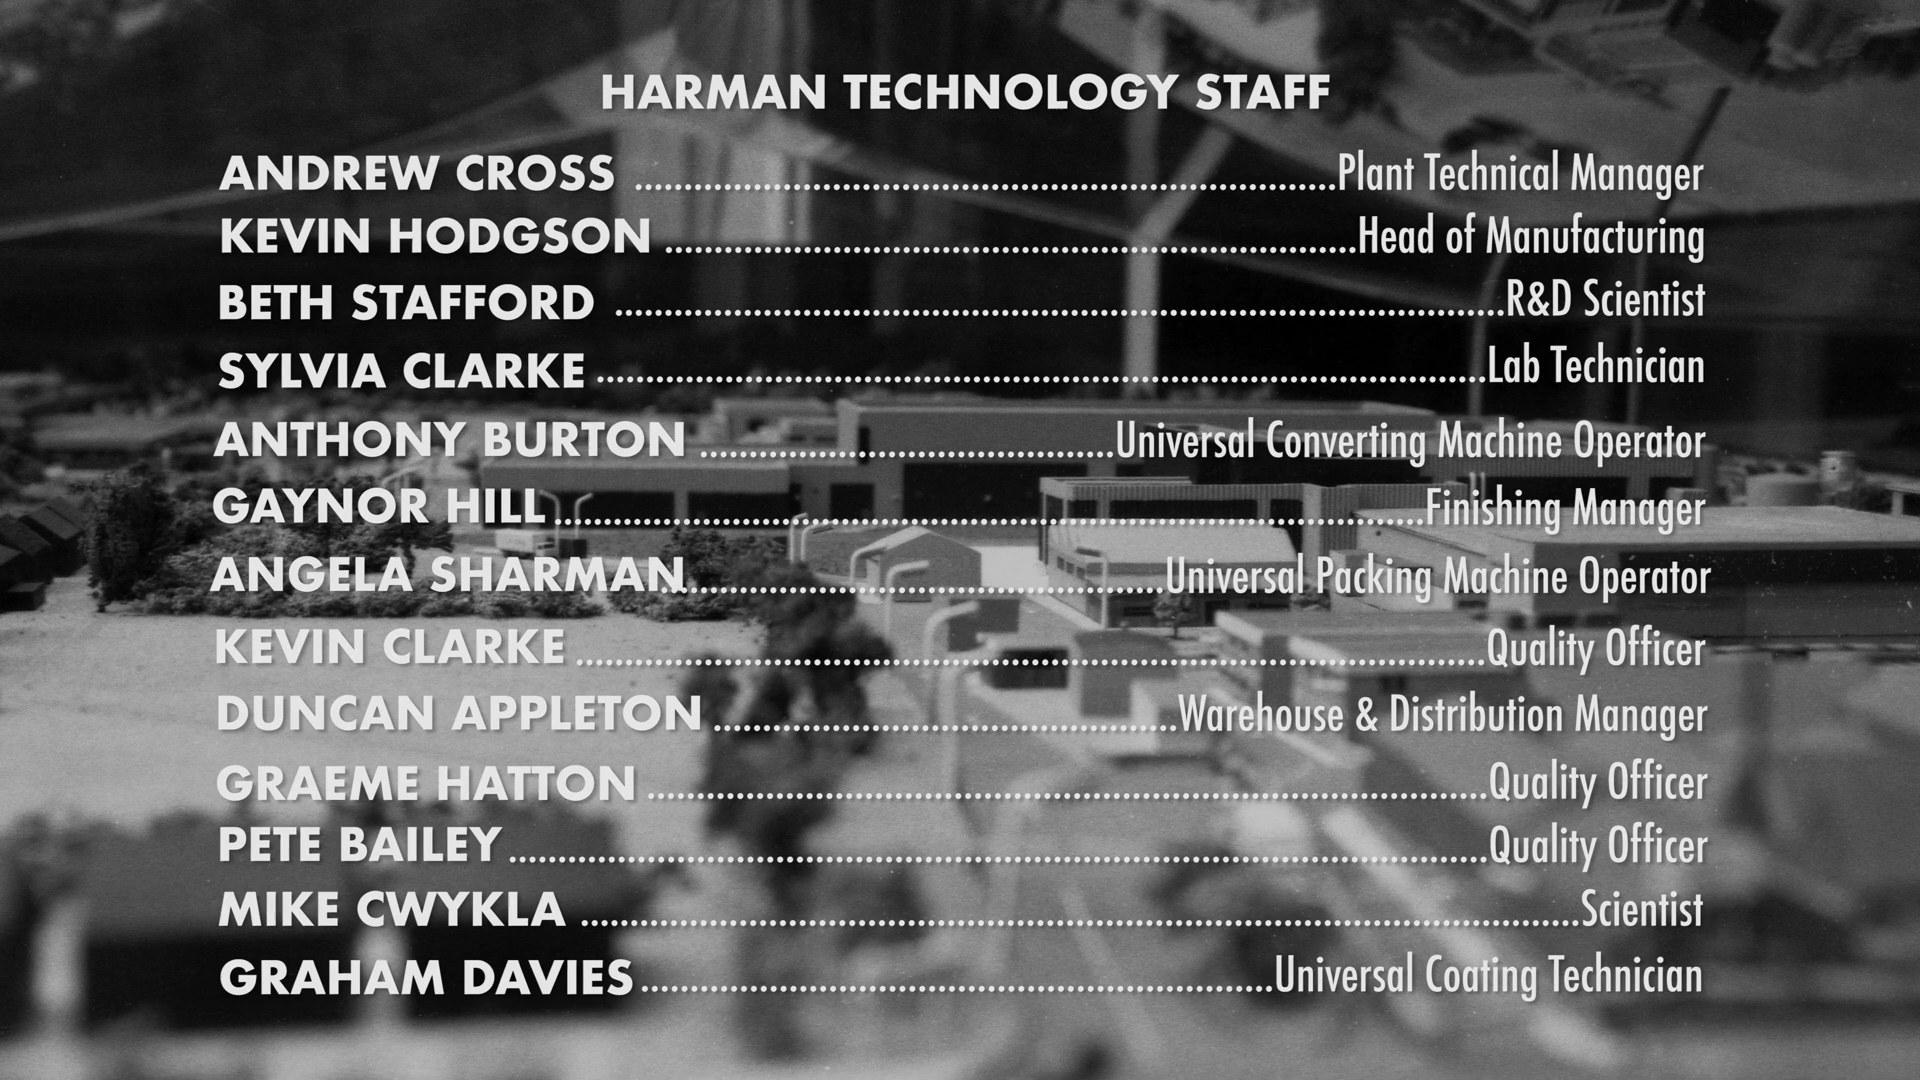 HARMAN TECHNOLOGY STAFF
ANDREW CROSS ........ Plant Technical Manager
KEVIN HODGSON ........ Head of Manufacturing
BETH STAFFORD ........ R&D Scientist
SYLVIA CLARKE ........ Lab Technician
ANTHONY BURTON ........ Universal Converting Machine Operator
GAYNOR HILL ........ Finishing Manager
ANGELA SHARMAN ........ Universal Packing Machine Operator
KEVIN CLARKE ........ Quality Officer
DUNCAN APPLETON ........ Warehouse & Distribution Manager
GRAEME HATTON ........ Quality Officer
PETE BAILEY ........ Quality Officer
MIKE CWYKLA ........ Scientist
GRAHAM DAVIES ........ Universal Coating Technician